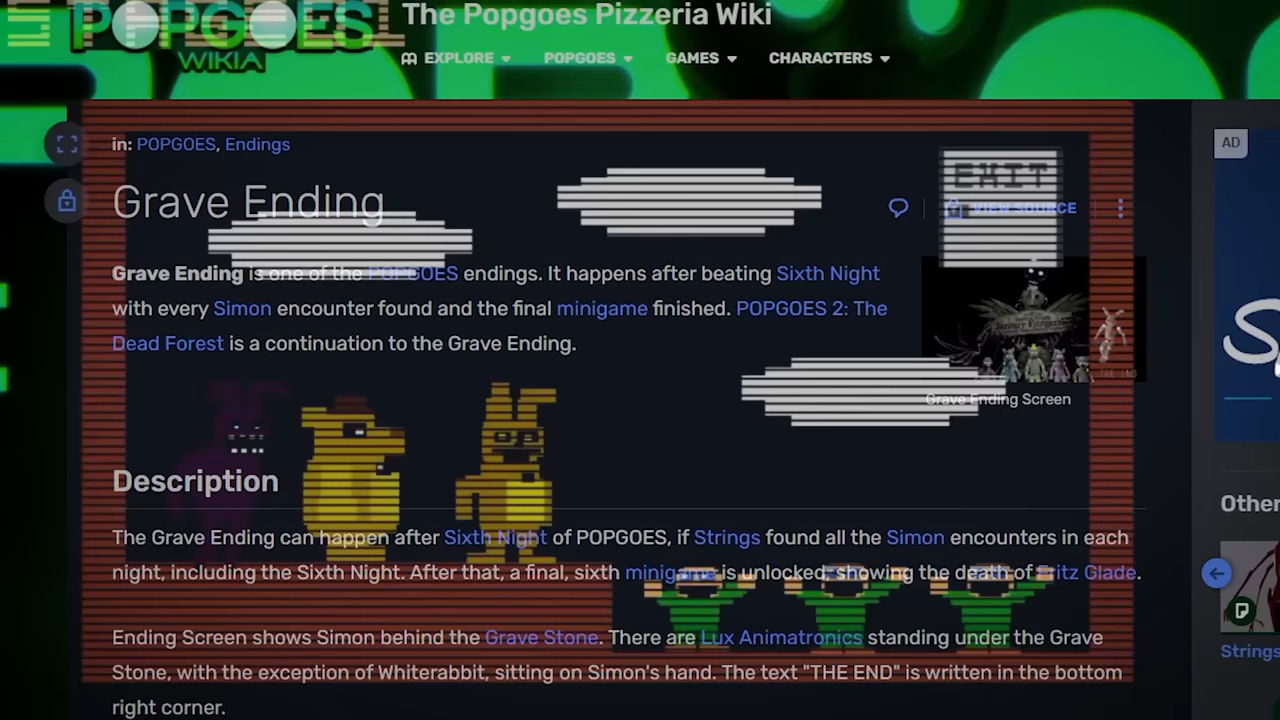 The Popgoes Pizzeria Wiki
POPGOES
WIKIA
EXPLORE POPGOES GAMES CHARACTERS
in: POPGOES, Endings
AD
EXIT
Grave Ending
VIEW SOURCE
Grave Ending is one of the POPGOES endings. It happens after beating Sixth Night
with every Simon encounter found and the final minigame finished. POPGOES 2: The
Dead Forest is a continuation to the Grave Ending.
THE END
Grave Ending Screen
Description
Other
The Grave Ending can happen after Sixth Night of POPGOES, if Strings found all the Simon encounters in each
night, including the Sixth Night. After that, a final, sixth minigame is unlocked, showing the death of Fritz Glade.
Ending Screen shows Simon behind the Grave Stone. There are Lux Animatronics standing under the Grave
Strings
Stone, with the exception of Whiterabbit, sitting on Simon's hand. The text "THE END" is written in the bottom
right corner.